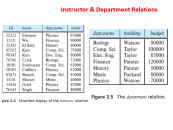 Instructor & Department Relations
ID name dept_name salary
22222 Einstein Physics 95000
12121 Wu Finance 90000
32343 El Said History 60000
45565 Katz Comp. Sci. 75000
98345 Kim Elec. Eng. 80000
76766 Crick Biology 72000
10101 Srinivasan Comp. Sci. 65000
58583 Califieri History 62000
83821 Brandt Comp. Sci. 92000
15151 Mozart Music 40000
33456 Gold Physics 87000
76543 Singh Finance 80000
dept_name building budget
Biology Watson 90000
Comp. Sci. Taylor 100000
Elec. Eng. Taylor 85000
Finance Painter 120000
History Painter 50000
Music Packard 80000
Physics Watson 70000
Figure 2.5 The department relation.
2.4 Unsorted display of the instructor relation